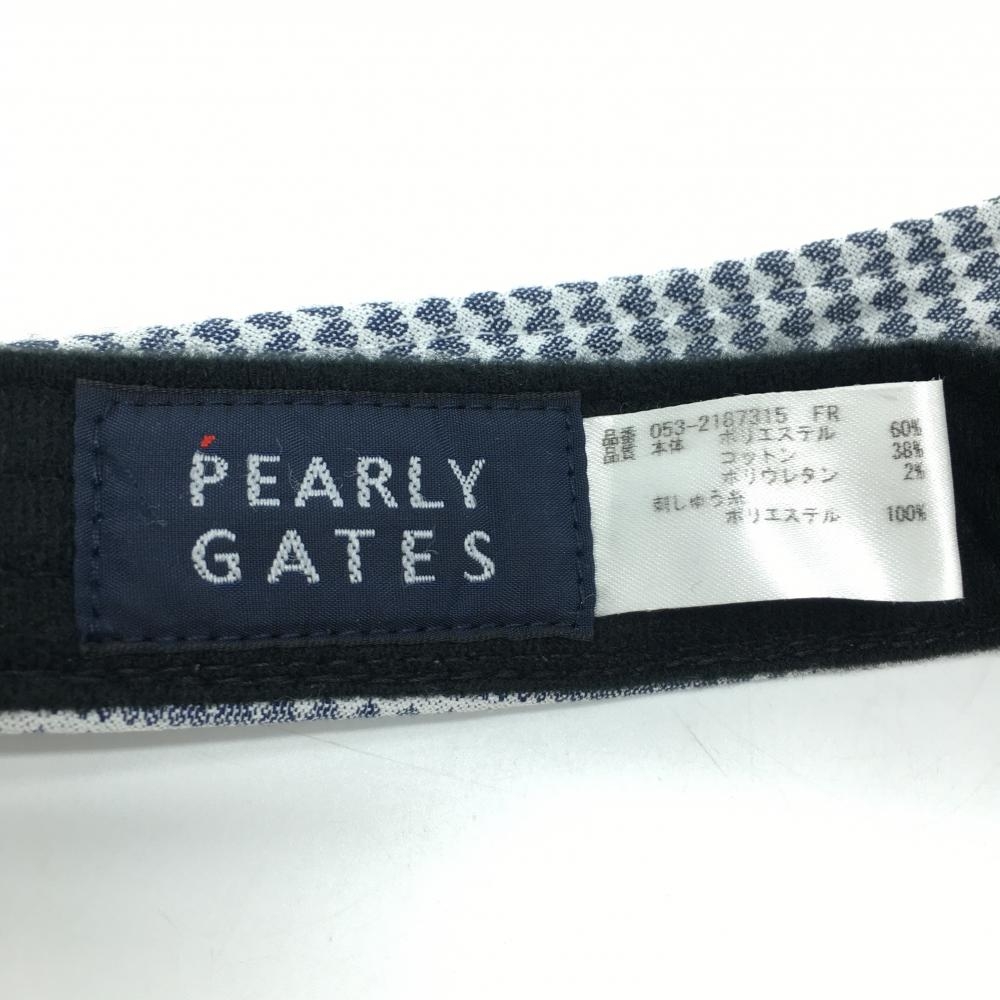 PEARLY
GATES
品番 053-2187315 FR
品質 本体 ポリエステル 60%
コットン 38%
ポリウレタン 2%
刺しゅう糸
ポリエステル 100%